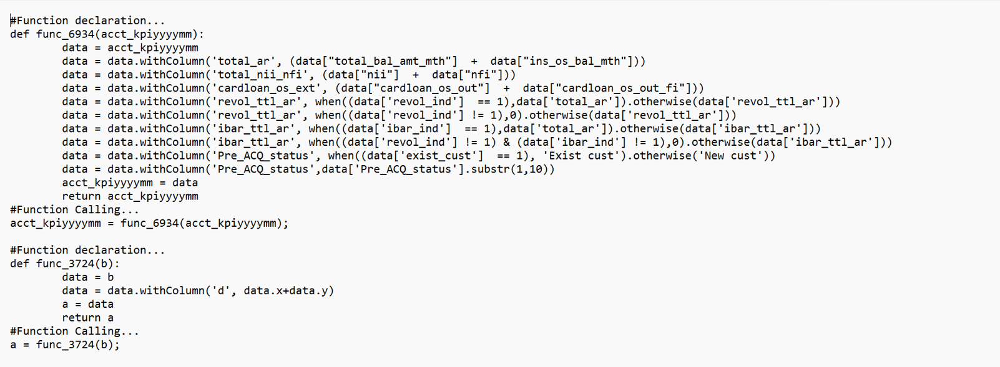 #Function declaration...
def func_6934(acct_kpiyyyymm):
        data = acct_kpiyyyymm
        data = data.withColumn('total_ar', (data["total_bal_amt_mth"]  +  data["ins_os_bal_mth"]))
        data = data.withColumn('total_nii_nfi', (data["nii"]  +  data["nfi"]))
        data = data.withColumn('cardloan_os_ext', (data["cardloan_os_out"]  +  data["cardloan_os_out_fi"]))
        data = data.withColumn('revol_ttl_ar', when((data['revol_ind']  == 1),data['total_ar']).otherwise(data['revol_ttl_ar']))
        data = data.withColumn('revol_ttl_ar', when((data['revol_ind'] != 1),0).otherwise(data['revol_ttl_ar']))
        data = data.withColumn('ibar_ttl_ar', when((data['ibar_ind']  == 1),data['total_ar']).otherwise(data['ibar_ttl_ar']))
        data = data.withColumn('ibar_ttl_ar', when((data['revol_ind'] != 1) & (data['ibar_ind'] != 1),0).otherwise(data['ibar_ttl_ar']))
        data = data.withColumn('Pre_ACQ_status', when((data['exist_cust']  == 1), 'Exist cust').otherwise('New cust'))
        data = data.withColumn('Pre_ACQ_status',data['Pre_ACQ_status'].substr(1,10))
        acct_kpiyyyymm = data
        return acct_kpiyyyymm
#Function Calling...
acct_kpiyyyymm = func_6934(acct_kpiyyyymm);

#Function declaration...
def func_3724(b):
        data = b
        data = data.withColumn('d', data.x+data.y)
        a = data
        return a
#Function Calling...
a = func_3724(b);